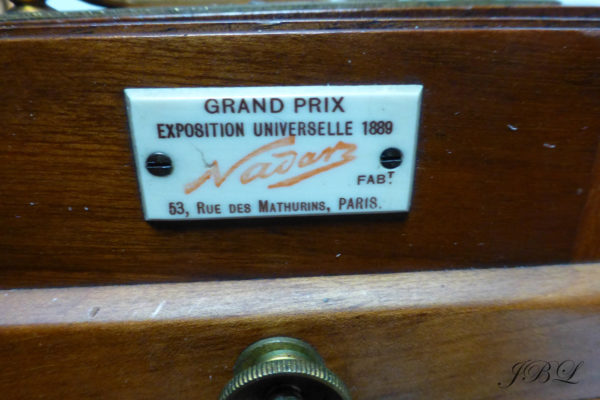 GRAND PRIX
EXPOSITION UNIVERSELLE 1889
Nadar
FABT.
53, RUE DES MATHURINS, PARIS.
JBL